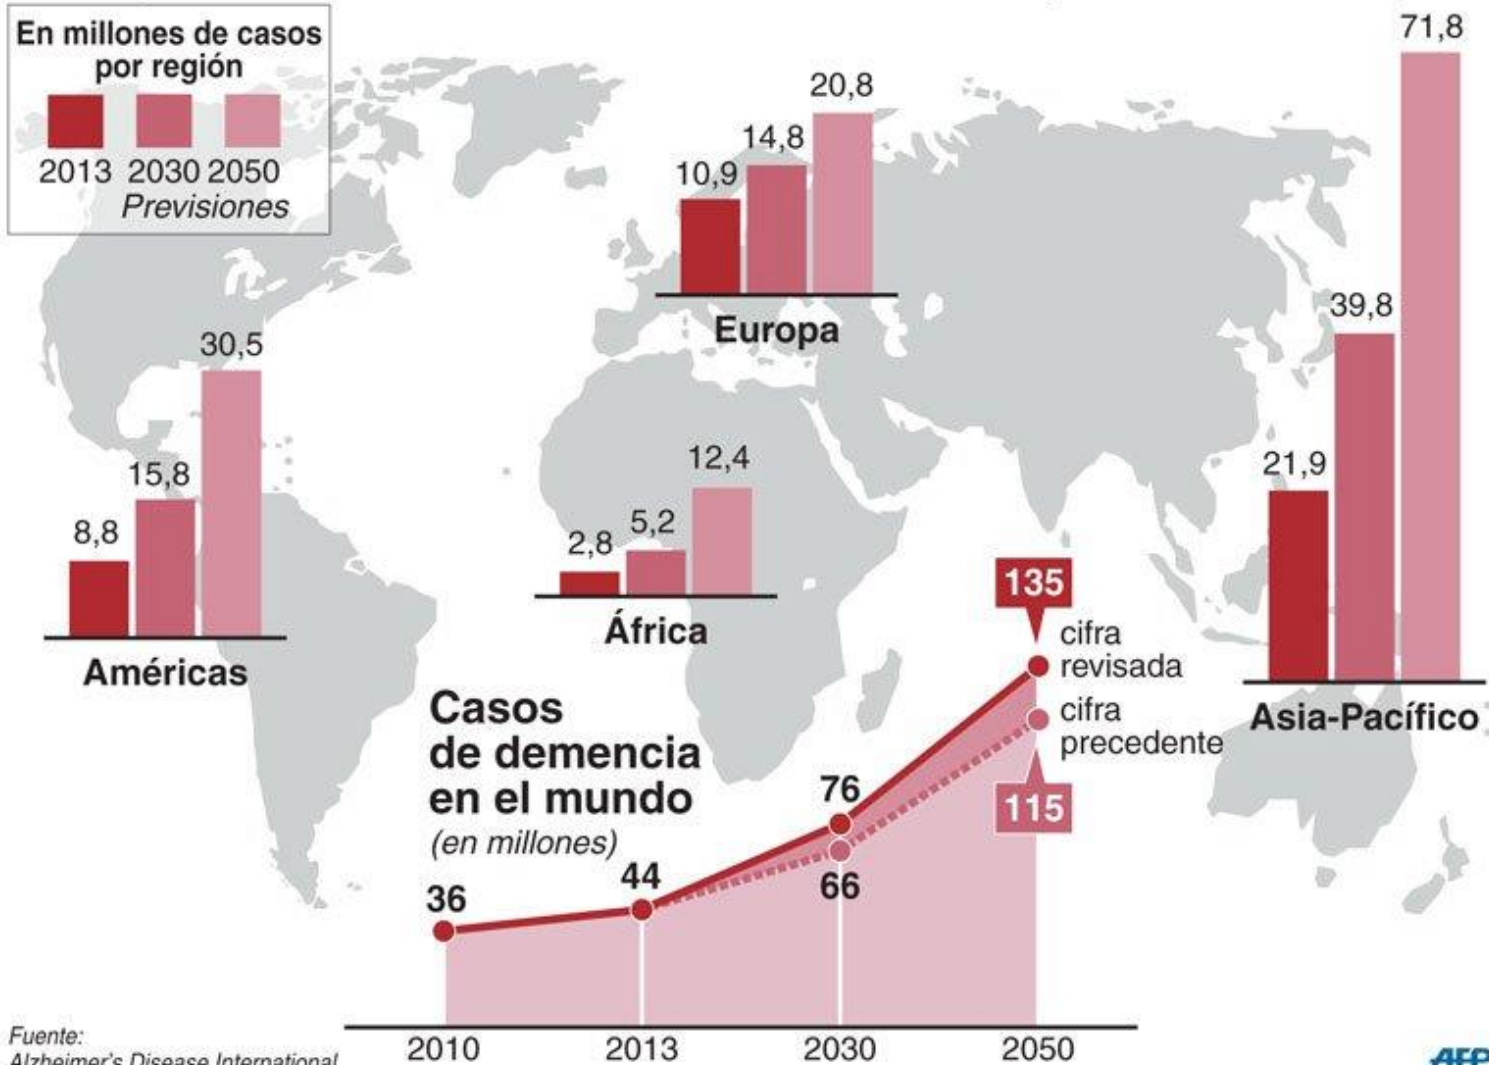 En millones de casos
por región
2013 2030 2050
Previsiones
71,8
39,8
21,9
Asia-Pacífico
20,8
14,8
10,9
Europa
30,5
15,8
8,8
Américas
12,4
5,2
2,8
África
Casos
de demencia
en el mundo
(en millones)
36
44
76
66
135
cifra
revisada
cifra
precedente
115
2010 2013 2030 2050
Fuente:
Alzheimer's Disease International
AFP